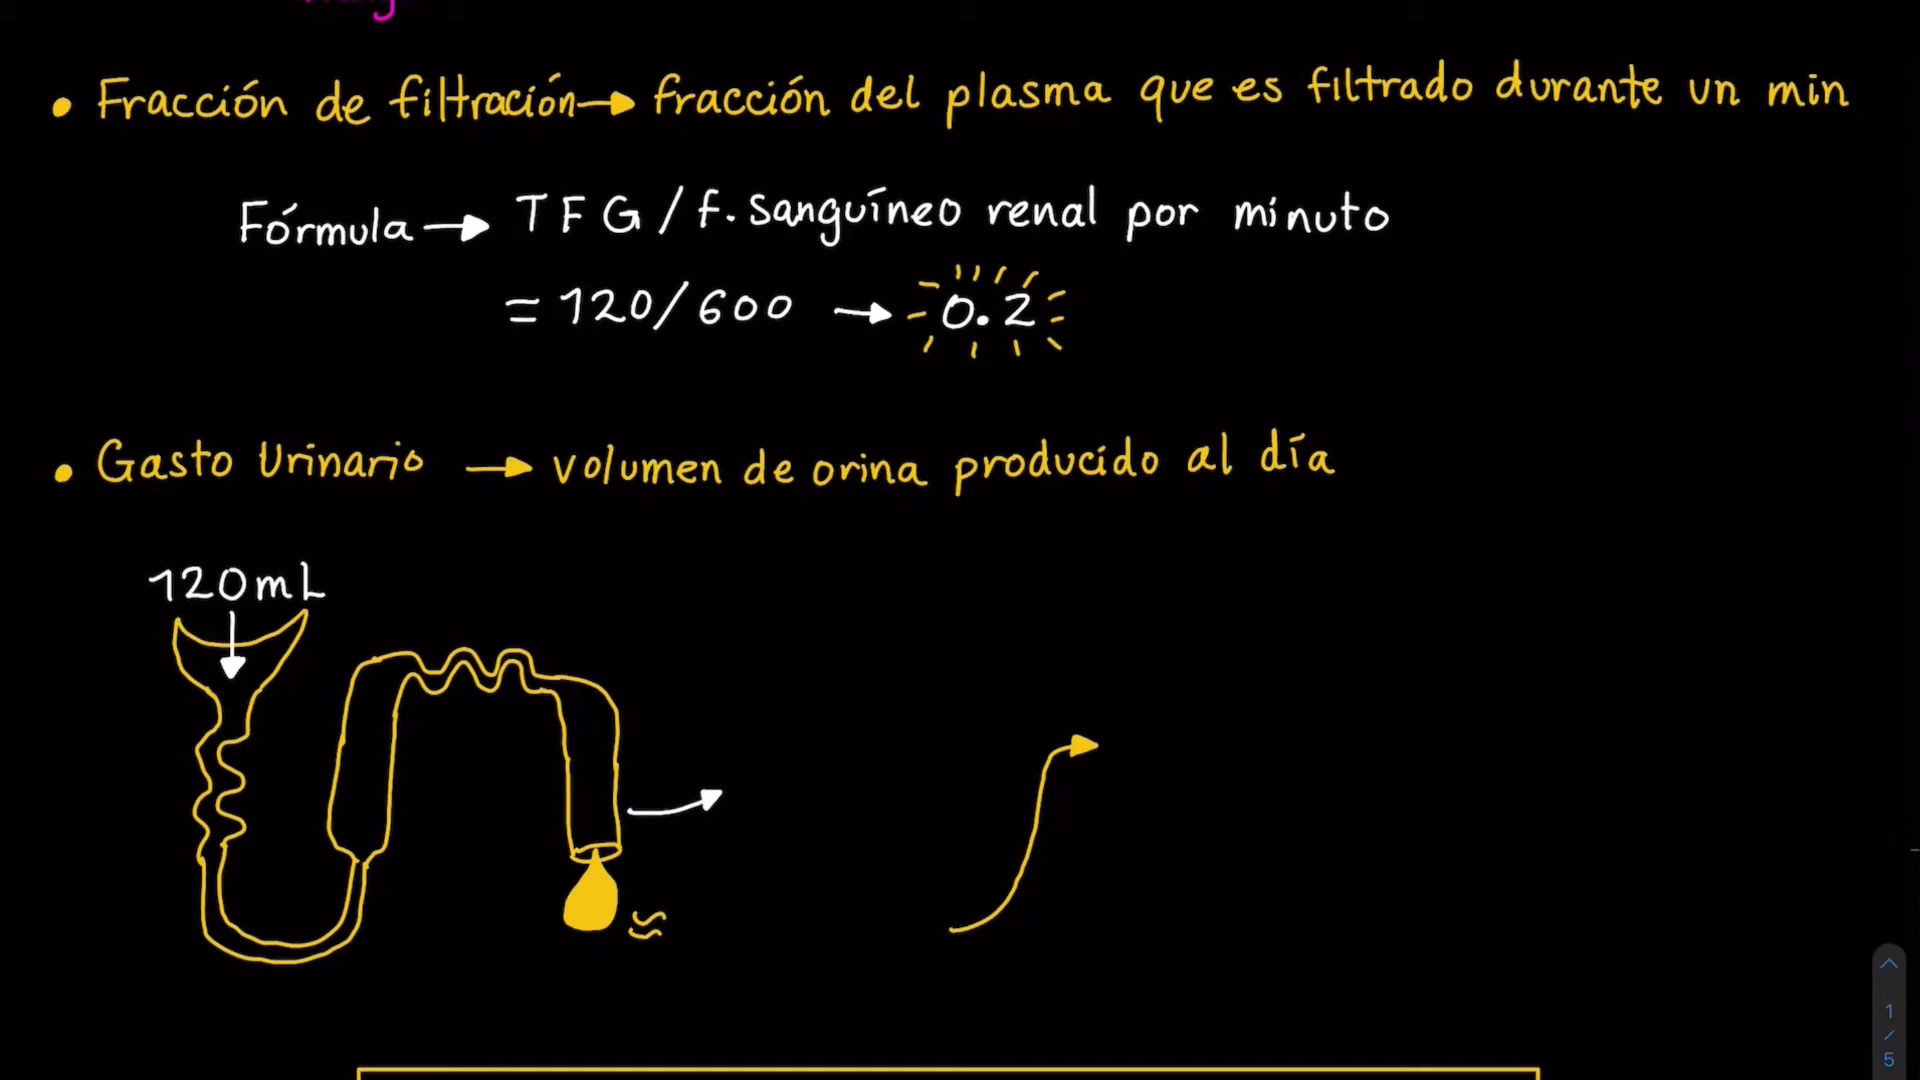 • Fracción de filtración → fracción del plasma que es filtrado durante un min
Fórmula → TFG / f. sanguíneo renal por minuto
= 120/600 → 0.2
• Gasto Urinario → volumen de orina producido al día
120mL
≈
1
/
5